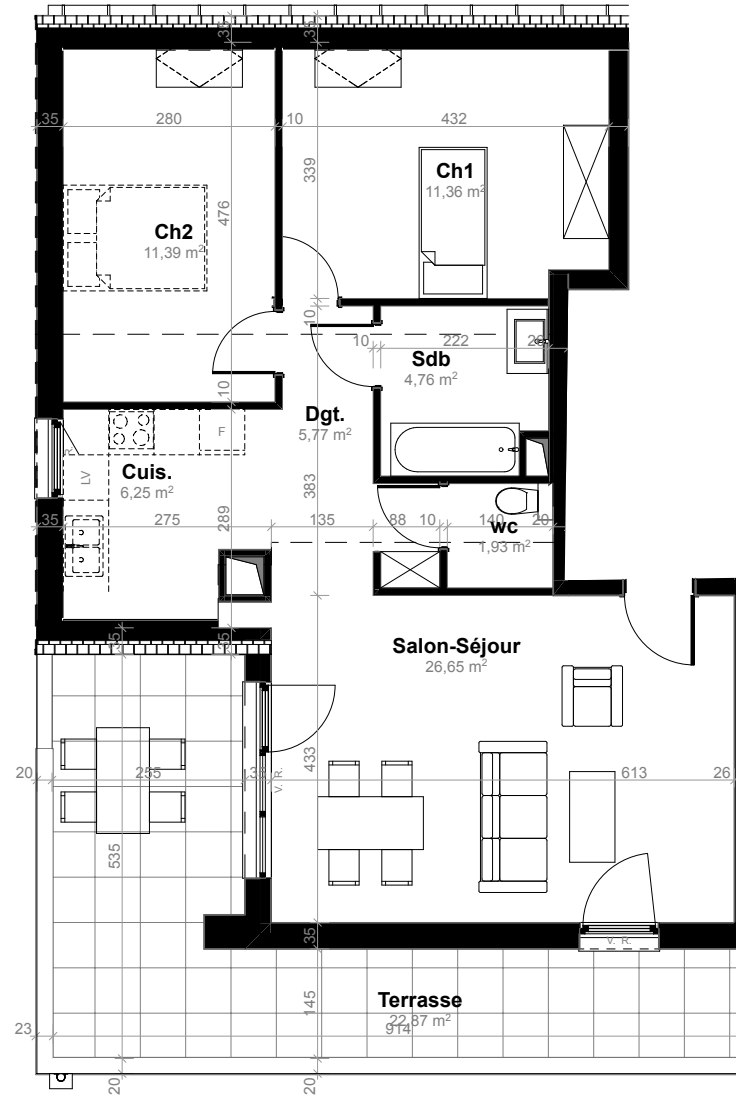 35
35
35
280
10
432
339
476
Ch1
11,36 m²
Ch2
11,39 m²
10
10
222
20
Sdb
4,76 m²
10
Dgt.
5,77 m²
F
R
LV
Cuis.
6,25 m²
383
289
35
275
135
88
10
140
20
wc
1,93 m²
35
35
Salon-Séjour
26,65 m²
20
255
V. R.
433
613
26
535
35
V. R.
145
Terrasse
22,87 m²
914
23
20
20